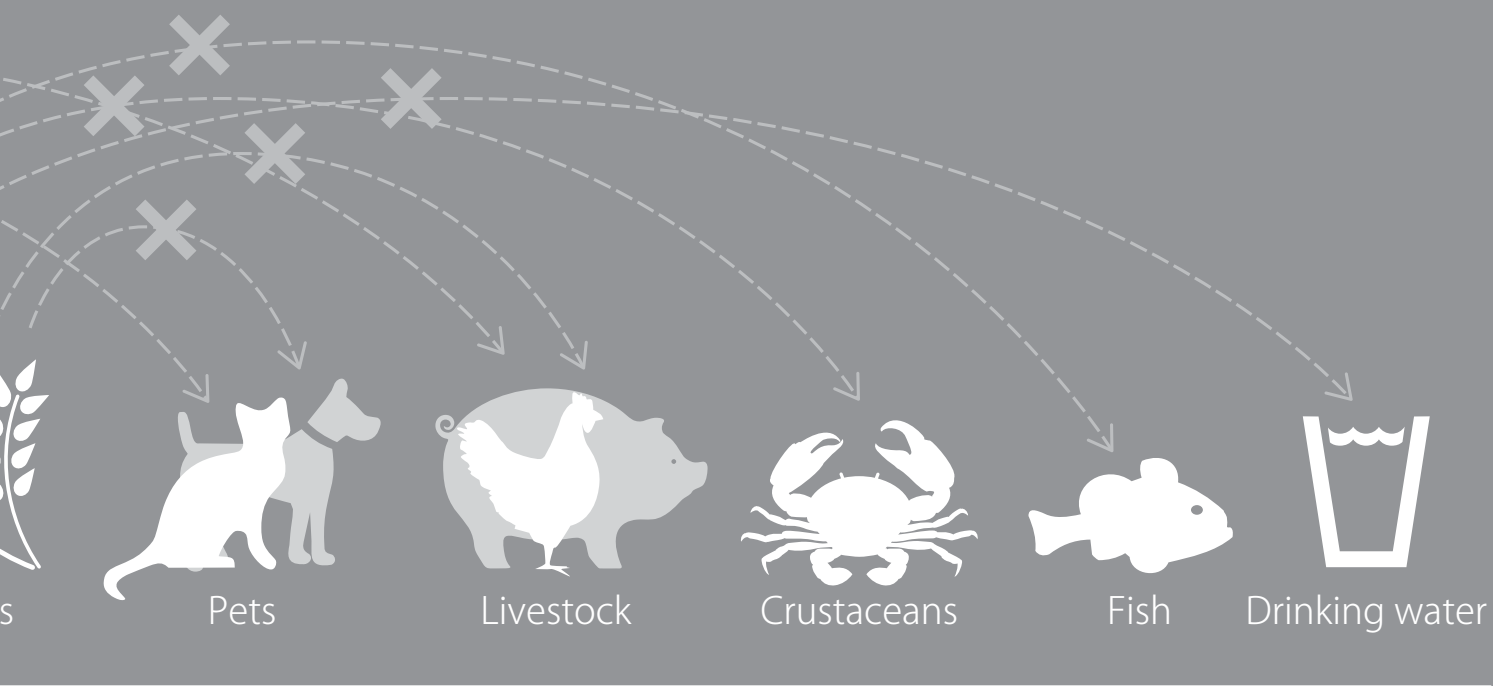 s
Pets
Livestock
Crustaceans
Fish
Drinking water